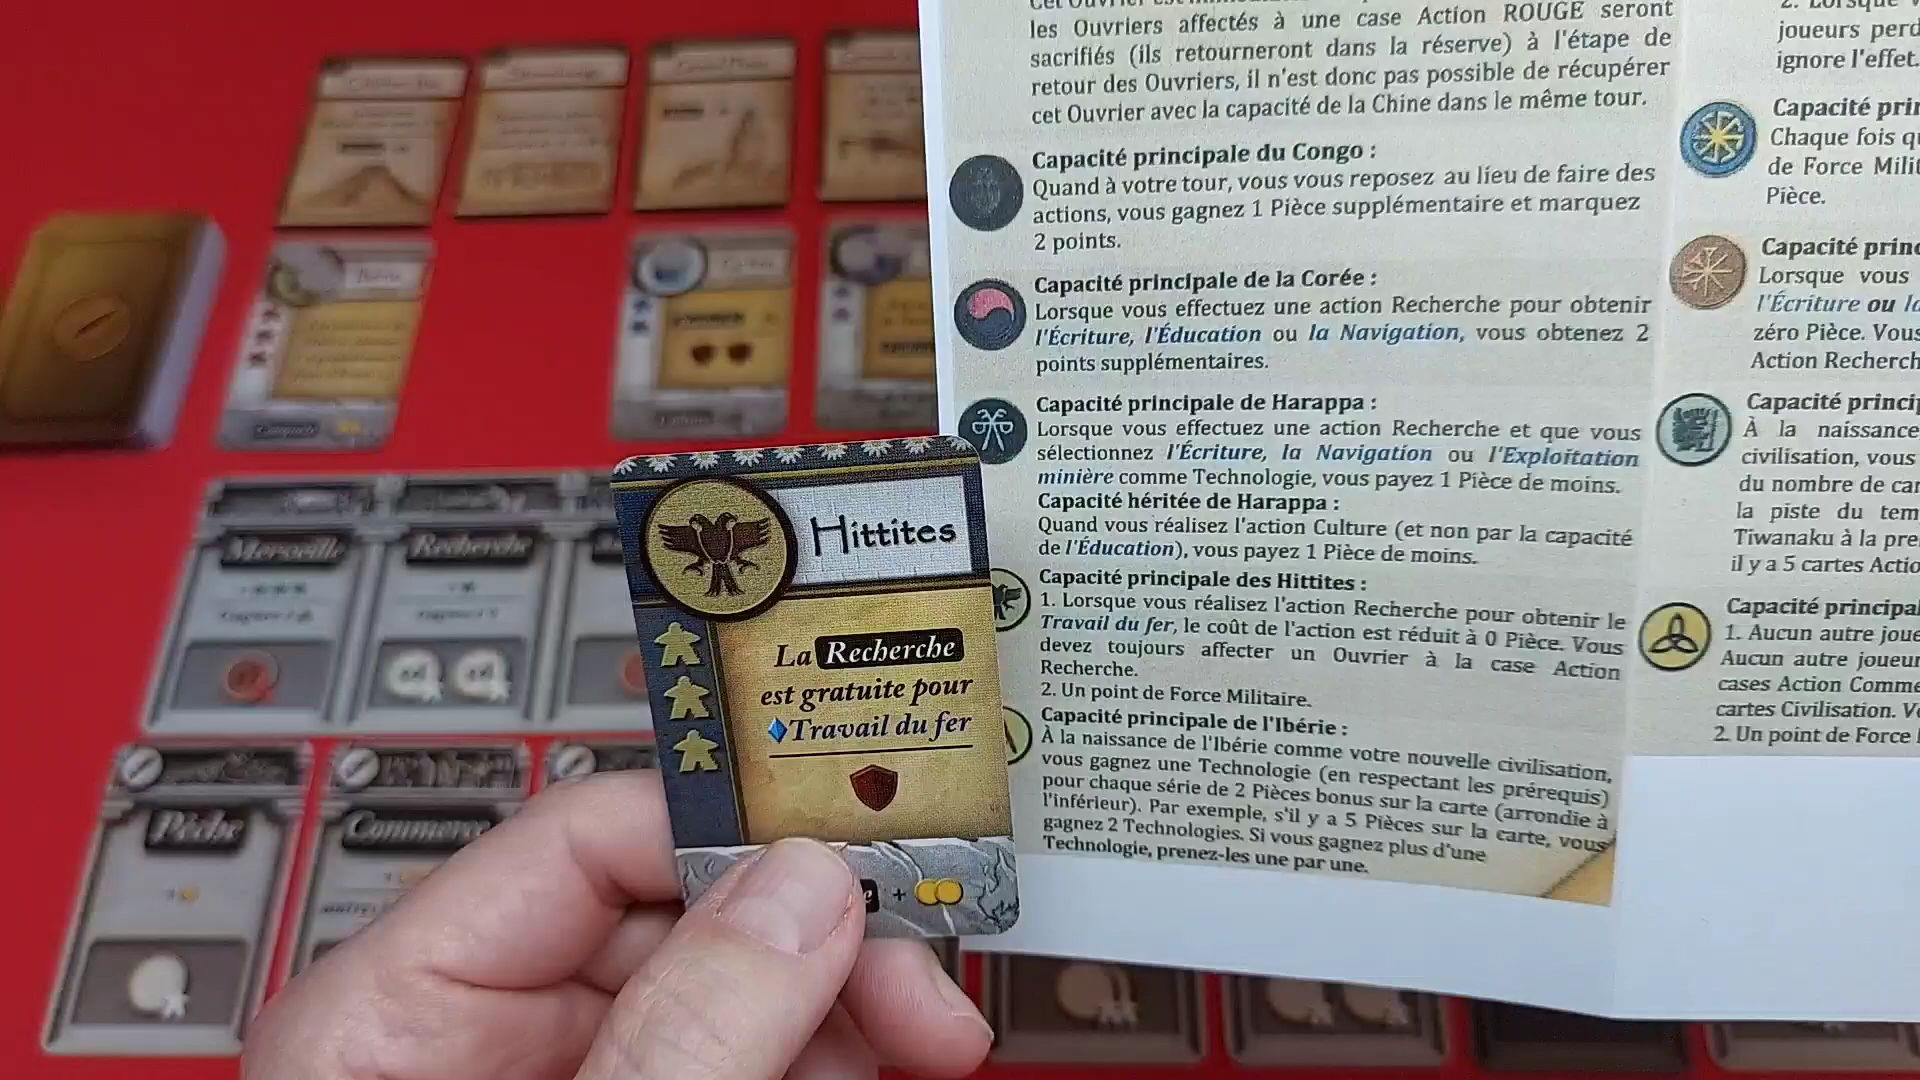 Cet Ouvrier est
les Ouvriers affectés à une case Action ROUGE seront
sacrifiés (ils retourneront dans la réserve) à l'étape de
retour des Ouvriers, il n'est donc pas possible de récupérer
cet Ouvrier avec la capacité de la Chine dans le même tour.
Capacité principale du Congo :
Quand à votre tour, vous vous reposez au lieu de faire des
actions, vous gagnez 1 Pièce supplémentaire et marquez
2 points.
Capacité principale de la Corée :
Lorsque vous effectuez une action Recherche pour obtenir
l'Écriture, l'Éducation ou la Navigation, vous obtenez 2
points supplémentaires.
Capacité principale de Harappa :
Lorsque vous effectuez une action Recherche et que vous
sélectionnez l'Écriture, la Navigation ou l'Exploitation
minière comme Technologie, vous payez 1 Pièce de moins.
Capacité héritée de Harappa :
Quand vous réalisez l'action Culture (et non par la capacité
de l'Éducation), vous payez 1 Pièce de moins.
Capacité principale des Hittites :
1. Lorsque vous réalisez l'action Recherche pour obtenir le
Travail du fer, le coût de l'action est réduit à 0 Pièce. Vous
devez toujours affecter un Ouvrier à la case Action
Recherche.
2. Un point de Force Militaire.
Capacité principale de l'Ibérie :
À la naissance de l'Ibérie comme votre nouvelle civilisation,
vous gagnez une Technologie (en respectant les prérequis)
pour chaque série de 2 Pièces bonus sur la carte (arrondie à
l'inférieur). Par exemple, s'il y a 5 Pièces sur la carte, vous
gagnez 2 Technologies. Si vous gagnez plus d'une
Technologie, prenez-les une par une.
joueurs perd
ignore l'effet.
Capacité prin
Chaque fois qu
de Force Milit
Pièce.
Capacité princ
Lorsque vous
l'Écriture ou la
zéro Pièce. Vous
Action Recherch
Capacité princip
À la naissance
civilisation, vous
du nombre de car
la piste du tem
Tiwanaku à la pre
il y a 5 cartes Actio
Capacité principal
1. Aucun autre joue
Aucun autre joueur
cases Action Comme
cartes Civilisation. V
2. Un point de Force
Hittites
La Recherche
est gratuite pour
Travail du fer
e +
Merveille
Recherche
Pêche
Commerce